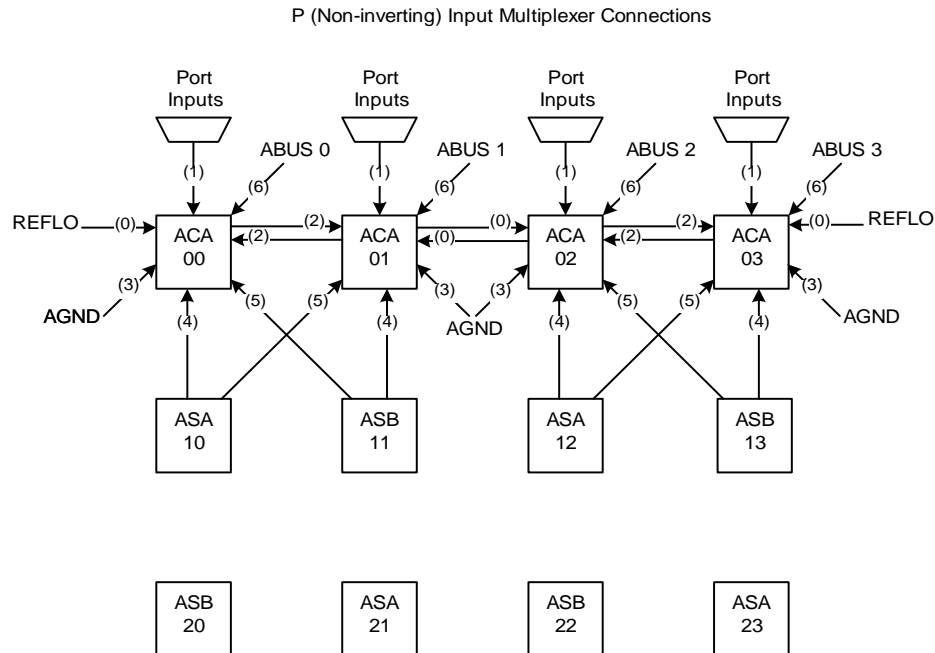 P (Non-inverting) Input Multiplexer Connections
Port Inputs
Port Inputs
Port Inputs
Port Inputs
ABUS 0
ABUS 1
ABUS 2
ABUS 3
(1)
(1)
(1)
(1)
(6)
(6)
(6)
(6)
REFLO
(0)
ACA 00
(2)
(2)
ACA 01
(0)
(0)
ACA 02
(2)
(2)
ACA 03
(0)
REFLO
(3)
(3)
(3)
(3)
AGND
AGND
AGND
(4)
(5)
(5)
(4)
(4)
(5)
(5)
(4)
ASA 10
ASB 11
ASA 12
ASB 13
ASB 20
ASA 21
ASB 22
ASA 23